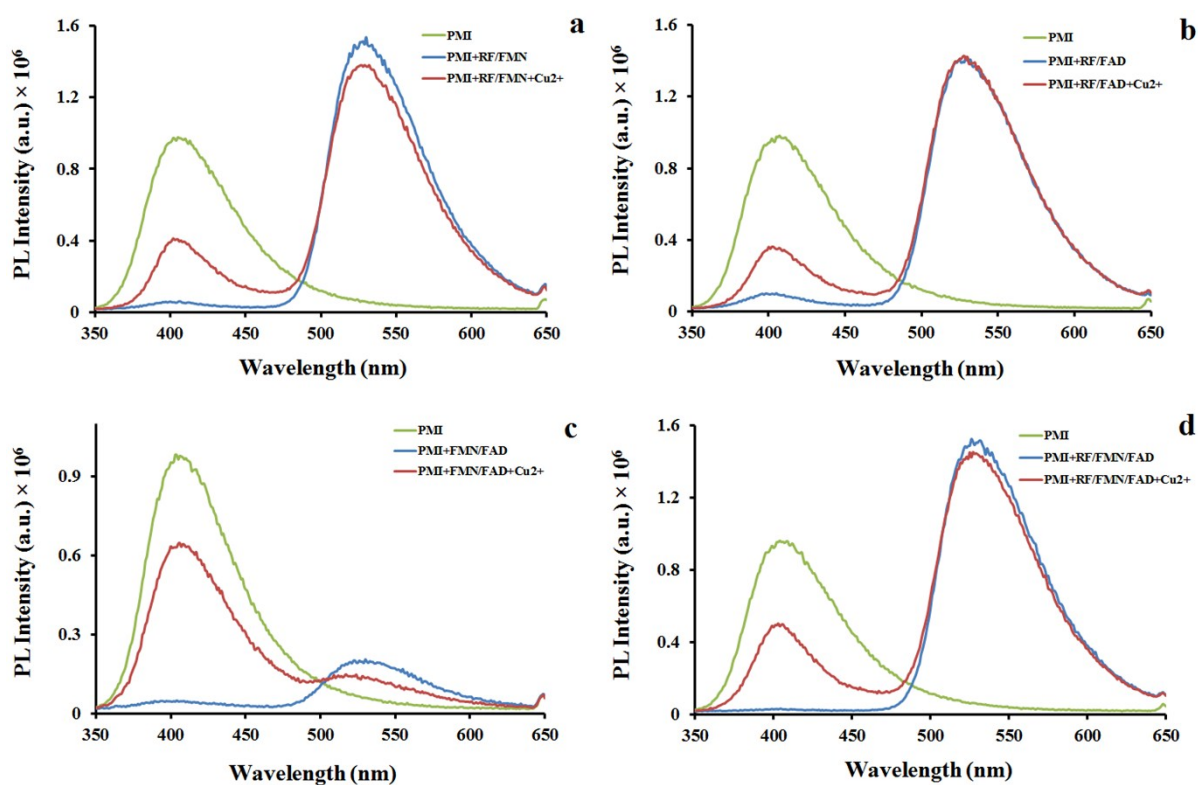 a
PMI
PMI+RF/FMN
PMI+RF/FMN+Cu2+
PL Intensity (a.u.) × 10⁶
1.6
1.2
0.8
0.4
0
350 400 450 500 550 600 650
Wavelength (nm)
b
PMI
PMI+RF/FAD
PMI+RF/FAD+Cu2+
PL Intensity (a.u.) × 10⁶
1.6
1.2
0.8
0.4
0
350 400 450 500 550 600 650
Wavelength (nm)
c
PMI
PMI+FMN/FAD
PMI+FMN/FAD+Cu2+
PL Intensity (a.u.) × 10⁶
0.9
0.6
0.3
0
350 400 450 500 550 600 650
Wavelength (nm)
d
PMI
PMI+RF/FMN/FAD
PMI+RF/FMN/FAD+Cu2+
PL Intensity (a.u.) × 10⁶
1.6
1.2
0.8
0.4
0
350 400 450 500 550 600 650
Wavelength (nm)